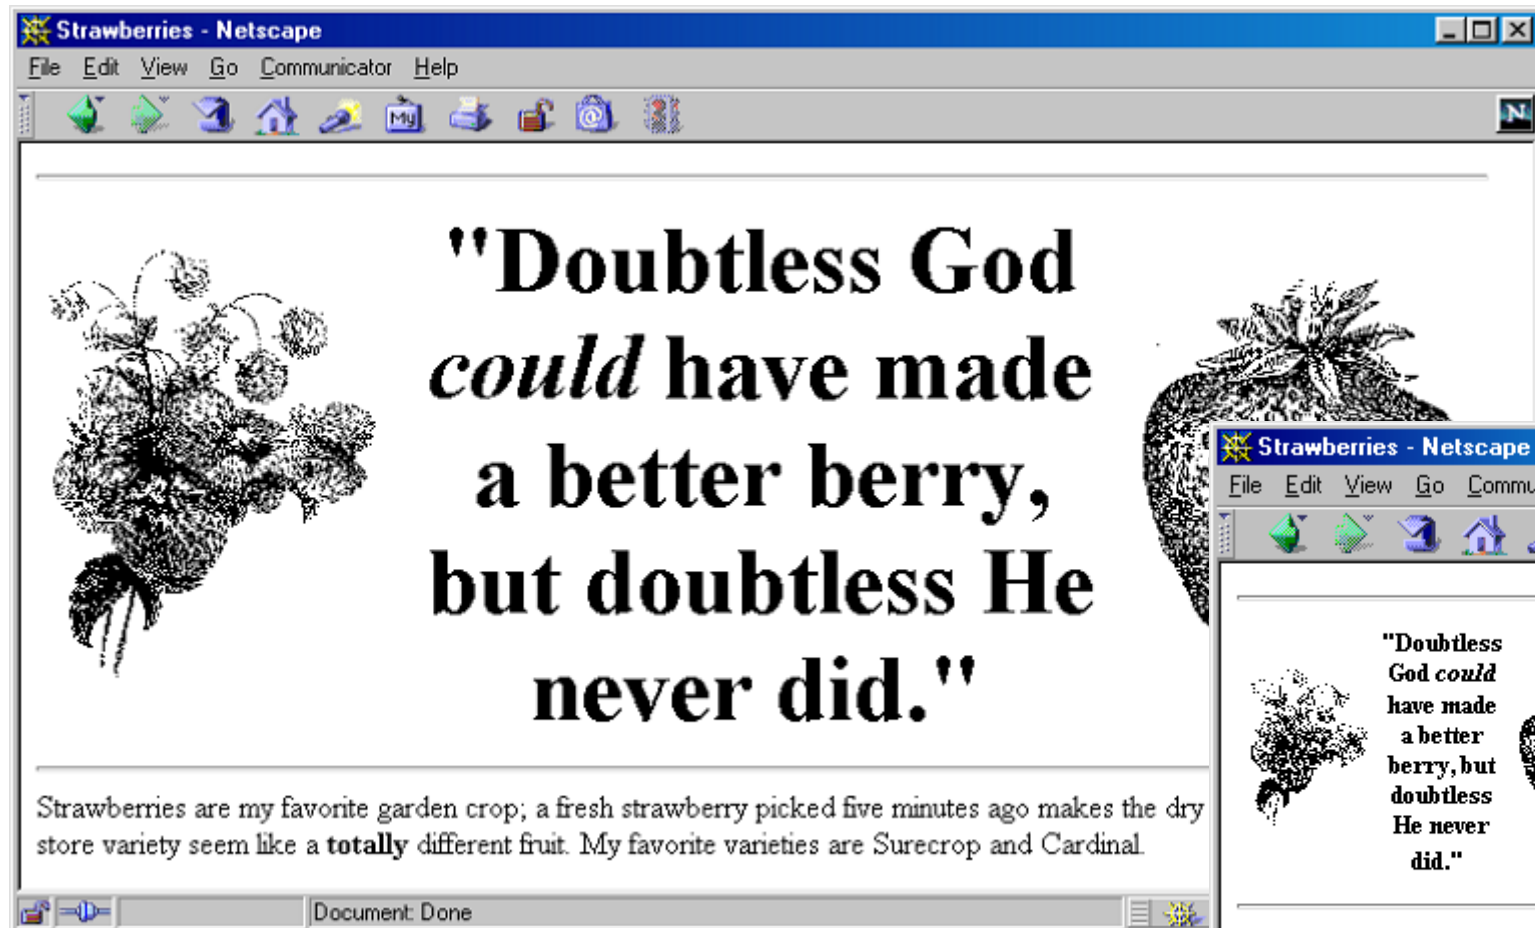 Strawberries - Netscape
File Edit View Go Communicator Help
My
N
"Doubtless God
could have made
a better berry,
but doubtless He
never did."
Strawberries are my favorite garden crop; a fresh strawberry picked five minutes ago makes the dry
store variety seem like a totally different fruit. My favorite varieties are Surecrop and Cardinal.
Document: Done
Strawberries - Netscape
File Edit View Go Commu
"Doubtless
God could
have made
a better
berry, but
doubtless
He never
did."